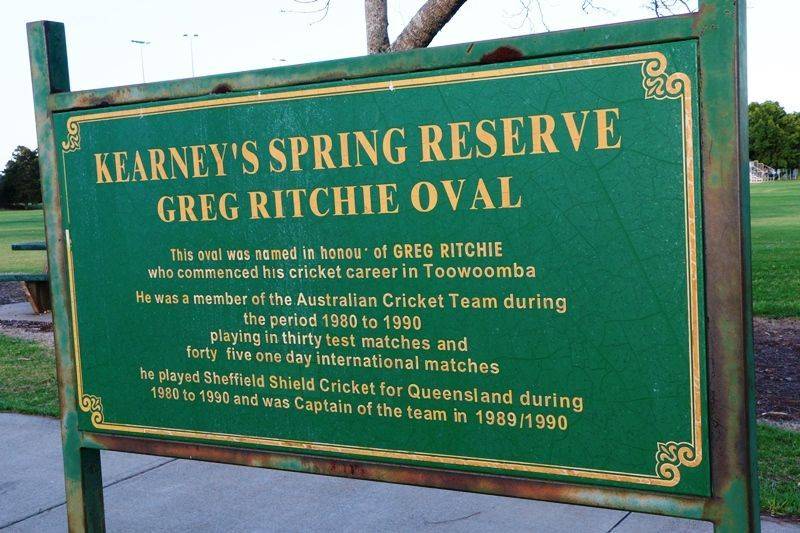 KEARNEY'S SPRING RESERVE
GREG RITCHIE OVAL
This oval was named in honou· of GREG RITCHIE
who commenced his cricket career in Toowoomba
He was a member of the Australian Cricket Team during
the period 1980 to 1990
playing in thirty test matches and
forty five one day international matches
he played Sheffield Shield Cricket for Queensland during
1980 to 1990 and was Captain of the team in 1989/1990